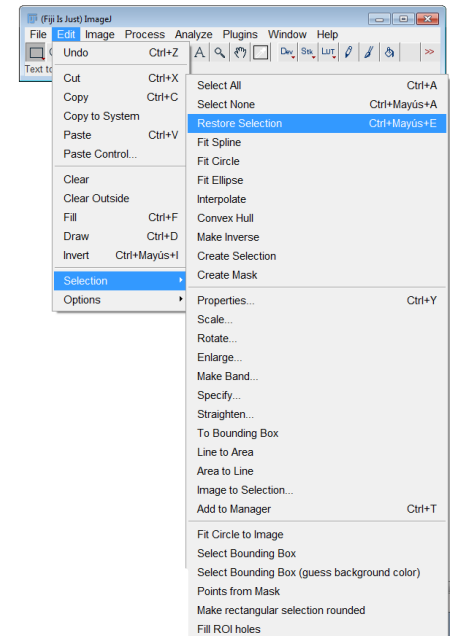 (Fiji Is Just) ImageJ
File Edit Image Process Analyze Plugins Window Help
A Dev Stk LUT >>
Text to
Undo Ctrl+Z
Cut Ctrl+X
Copy Ctrl+C
Copy to System
Paste Ctrl+V
Paste Control...
Clear
Clear Outside
Fill Ctrl+F
Draw Ctrl+D
Invert Ctrl+Mayús+I
Selection
Options
Select All Ctrl+A
Select None Ctrl+Mayús+A
Restore Selection Ctrl+Mayús+E
Fit Spline
Fit Circle
Fit Ellipse
Interpolate
Convex Hull
Make Inverse
Create Selection
Create Mask
Properties... Ctrl+Y
Scale...
Rotate...
Enlarge...
Make Band...
Specify...
Straighten...
To Bounding Box
Line to Area
Area to Line
Image to Selection...
Add to Manager Ctrl+T
Fit Circle to Image
Select Bounding Box
Select Bounding Box (guess background color)
Points from Mask
Make rectangular selection rounded
Fill ROI holes